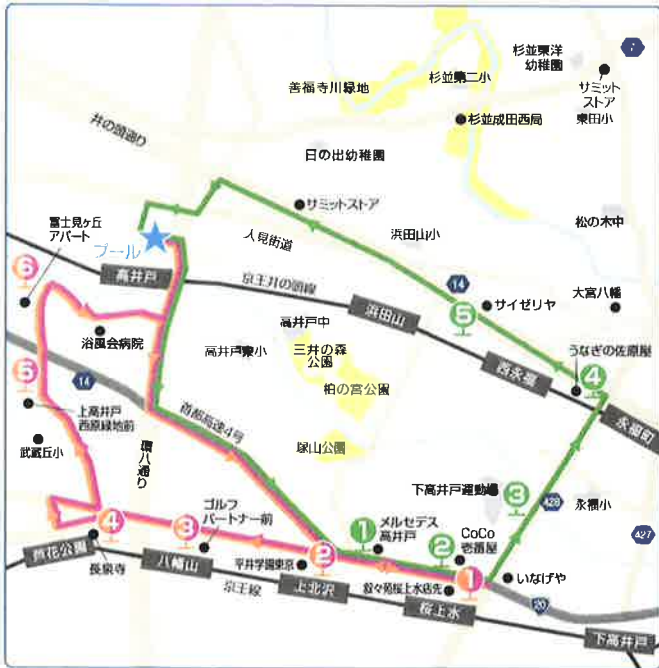 杉並東洋
幼稚園
サミット
ストア
東田小
杉並第二小
善福寺川緑地
杉並成田西局
井の頭通り
日の出幼稚園
サミットストア
松の木中
富士見ヶ丘
アパート
プール
人見街道
浜田山小
高井戸
京王井の頭線
14
サイゼリヤ
大宮八幡
浜田山
5
6
浴風会病院
高井戸中
高井戸東小
三井の森
公園
うなぎの佐原屋
西永福
4
柏の宮公園
永福町
14
5
上高井戸
西原緑地前
首都高速4号
塚山公園
武蔵丘小
環八通り
下高井戸運動場
3
428
永福小
427
ゴルフ
パートナー前
メルセデス
高井戸
CoCo
壱番屋
4
3
2
1
2
1
いなげや
芦花公園
長泉寺
八幡山
平井学園東京
上北沢
叙々苑桜上水店先
京王線
桜上水
20
下高井戸